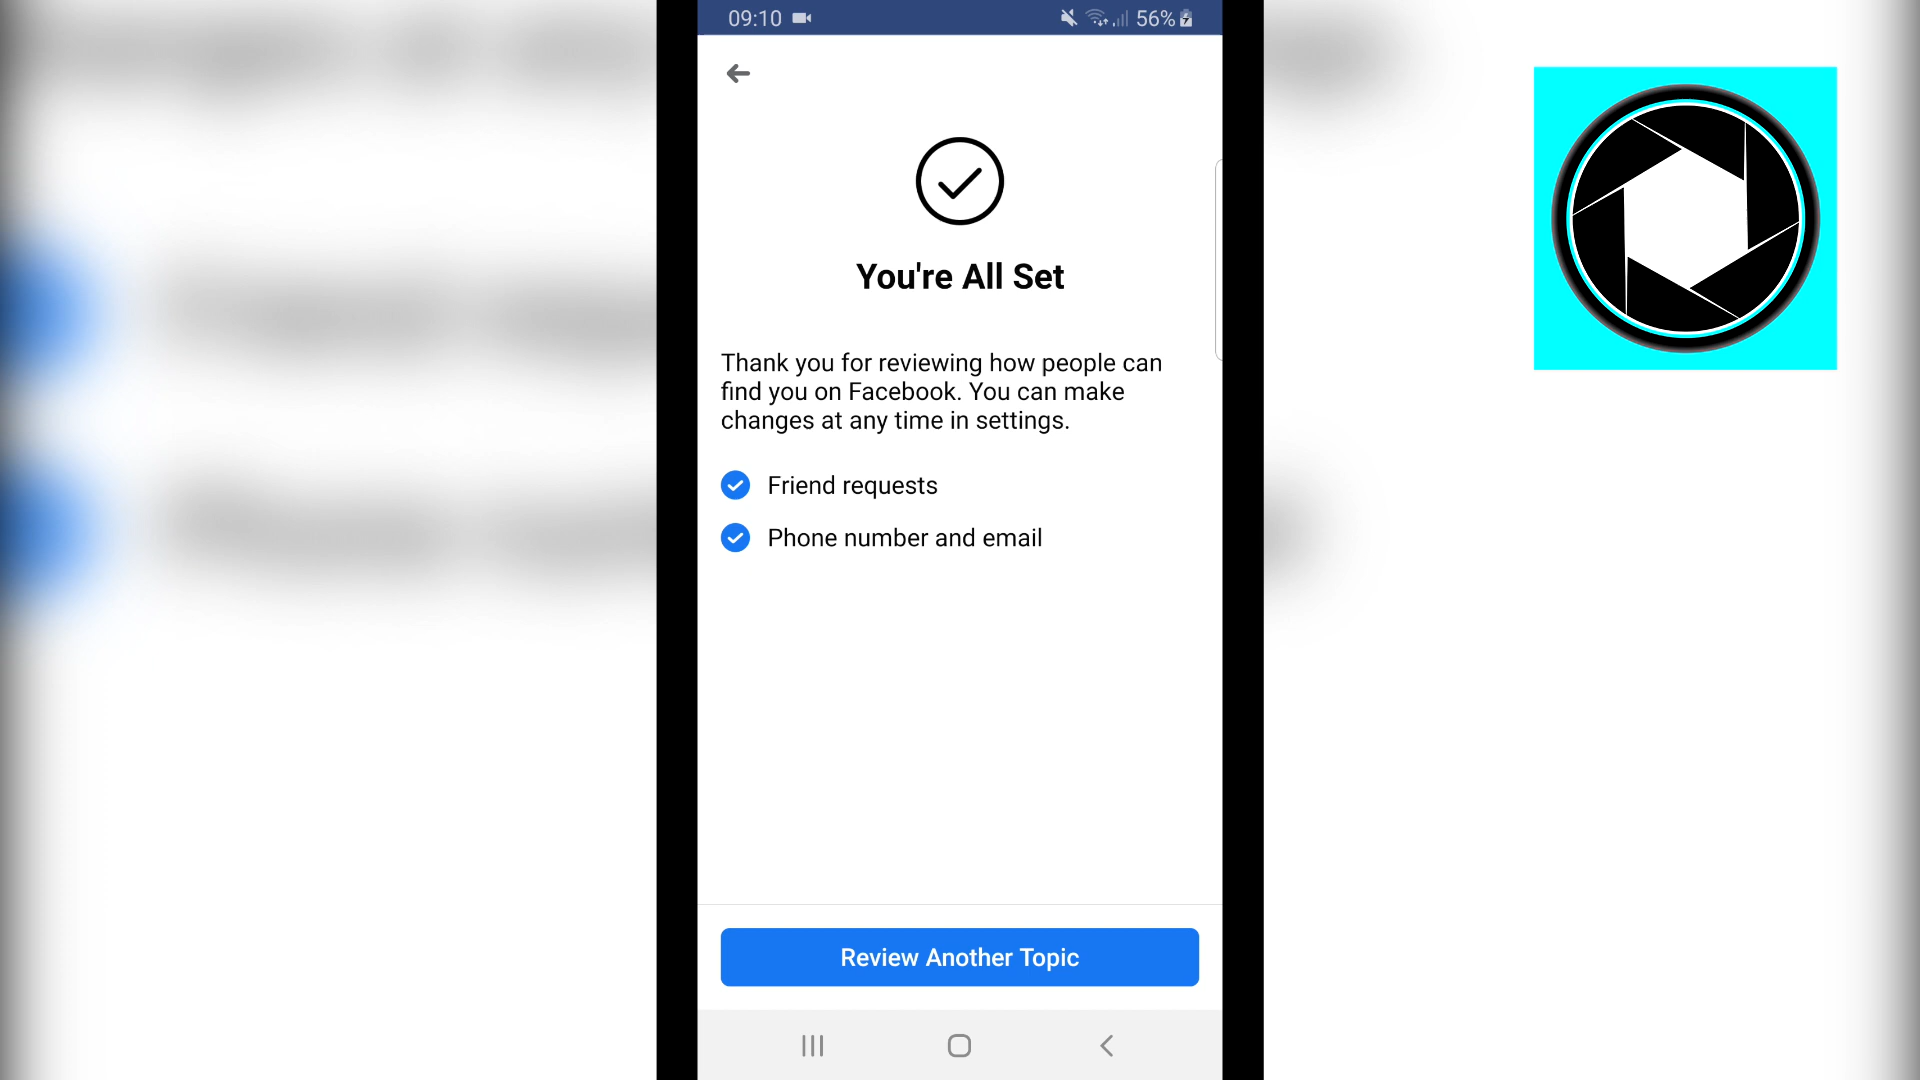 09:10
56%
You're All Set
Thank you for reviewing how people can
find you on Facebook. You can make
changes at any time in settings.
Friend requests
Phone number and email
Review Another Topic